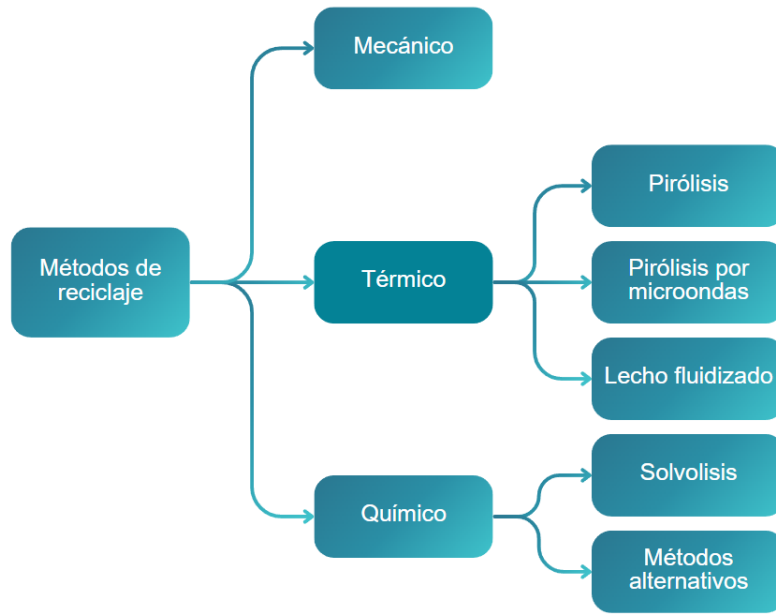 Mecánico
Pirólisis
Métodos de
reciclaje
Térmico
Pirólisis por
microondas
Lecho fluidizado
Químico
Solvolisis
Métodos
alternativos